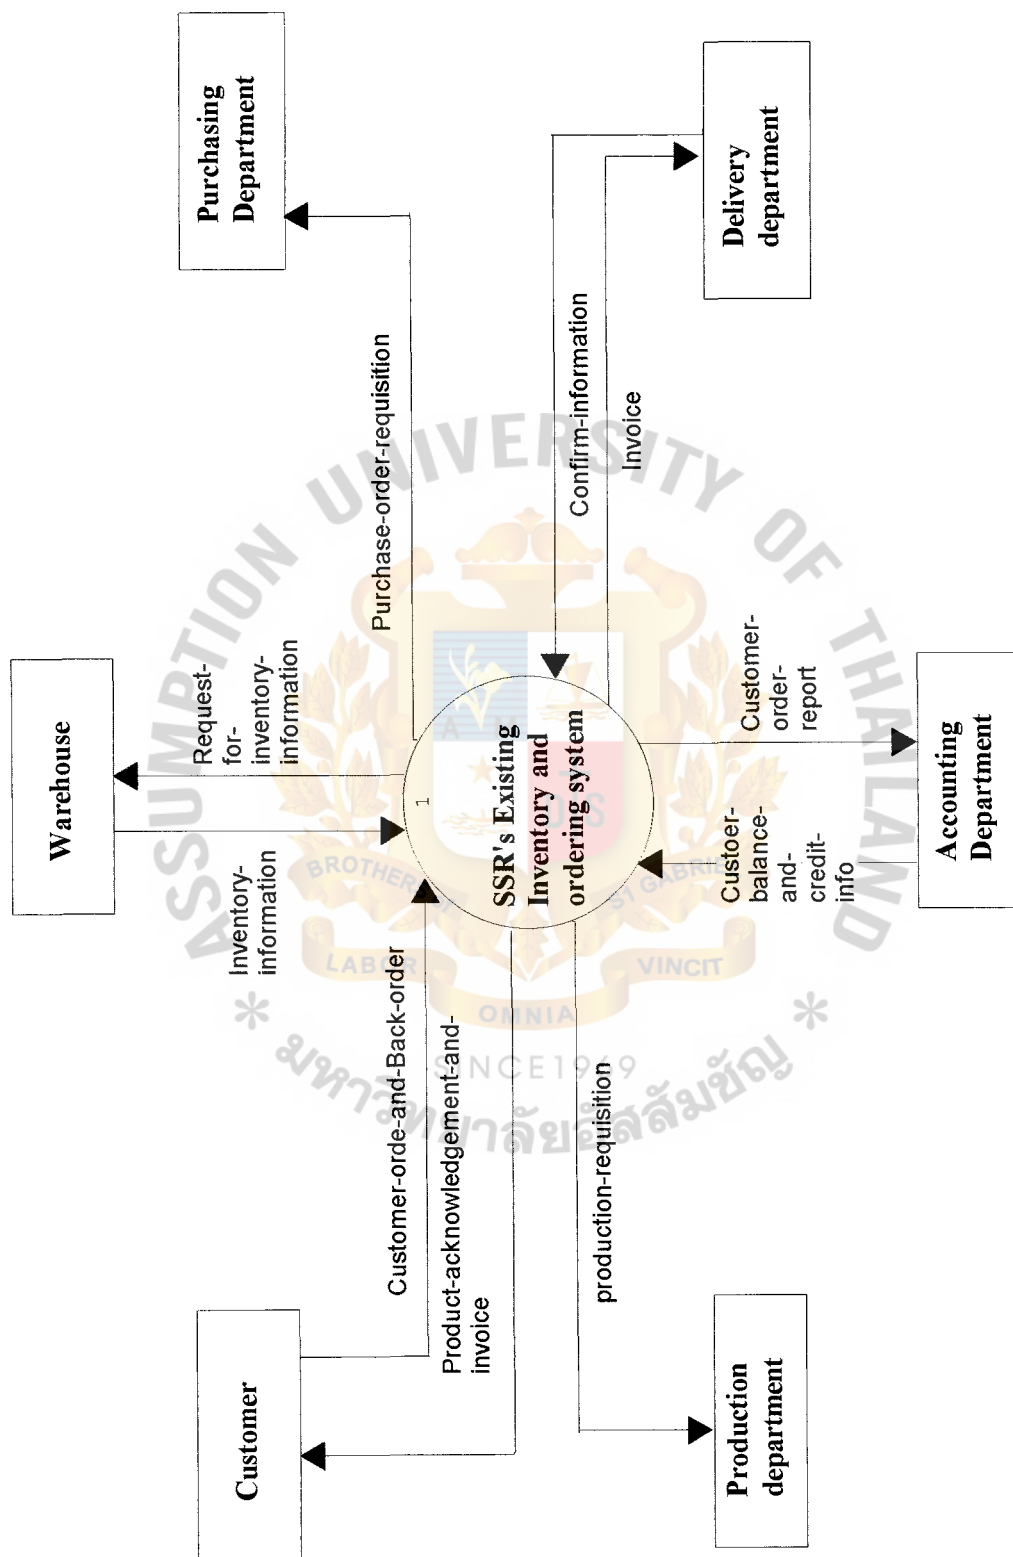 Customer
Warehouse
Purchasing
Department
Inventory-
information
Request-
for-
inventory-
information
Purchase-order-requisition
Customer-orde-and-Back-order
Product-acknowledgement-and-
invoice
1
SSR's Existing
Inventory and
ordering system
Confirm-information
Invoice
production-requisition
Custoer-
balance-
and-
credit-
info
Customer-
order-
report
Production
department
Accounting
Department
Delivery
department
ASSUMPTION UNIVERSITY OF THAILAND
BROTHERS OF
ST GABRIEL
LABOR
OMNIA
VINCIT
SINCE1969
* มหาวิทยาลัยอัสสัมชัญ *